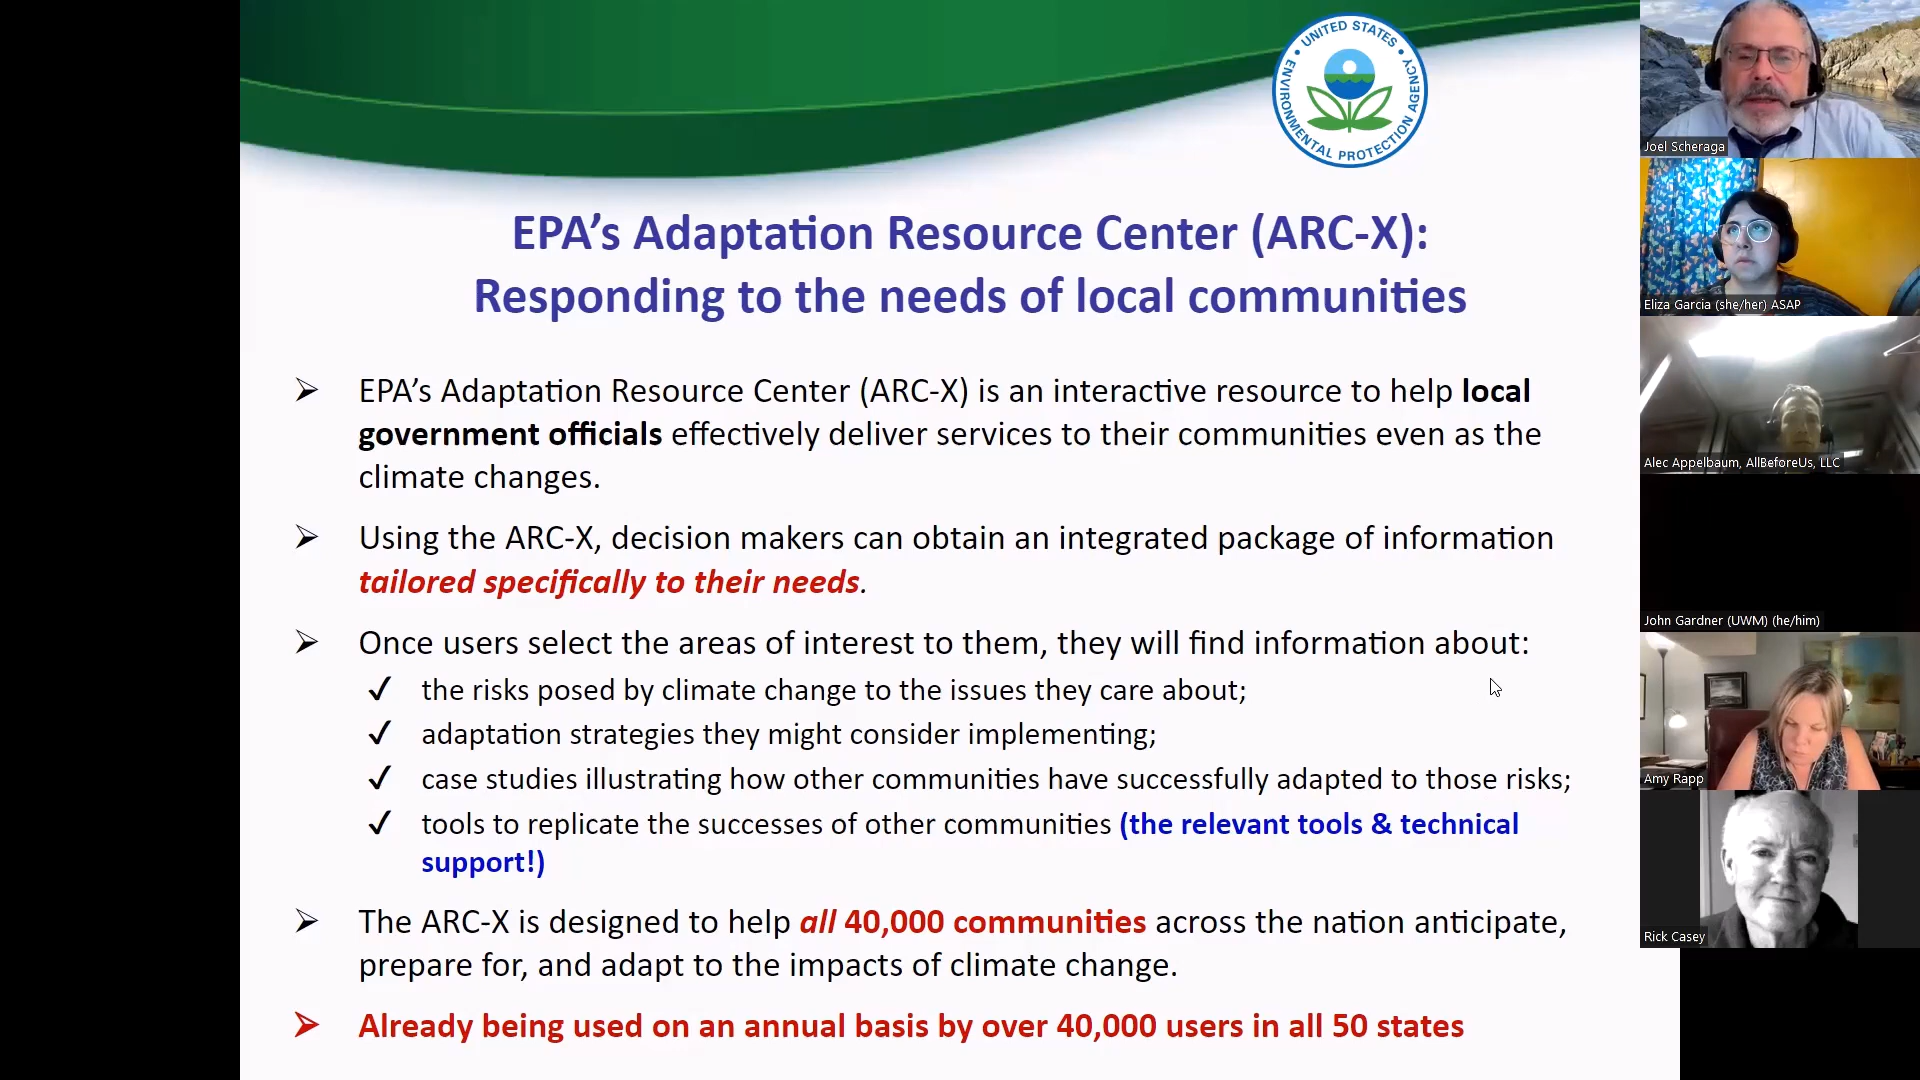 UNITED STATES
ENVIRONMENTAL PROTECTION AGENCY
EPA’s Adaptation Resource Center (ARC-X):
Responding to the needs of local communities
➢ EPA’s Adaptation Resource Center (ARC-X) is an interactive resource to help local
government officials effectively deliver services to their communities even as the
climate changes.
➢ Using the ARC-X, decision makers can obtain an integrated package of information
tailored specifically to their needs.
➢ Once users select the areas of interest to them, they will find information about:
✓ the risks posed by climate change to the issues they care about;
✓ adaptation strategies they might consider implementing;
✓ case studies illustrating how other communities have successfully adapted to those risks;
✓ tools to replicate the successes of other communities (the relevant tools & technical
support!)
➢ The ARC-X is designed to help all 40,000 communities across the nation anticipate,
prepare for, and adapt to the impacts of climate change.
➢ Already being used on an annual basis by over 40,000 users in all 50 states
Joel Scheraga
Eliza Garcia (she/her) ASAP
Alec Appelbaum, AllBeforeUs, LLC
John Gardner (UWM) (he/him)
Amy Rapp
Rick Casey